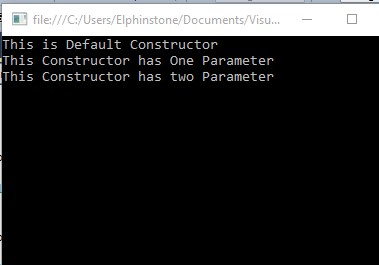 file:///C:/Users/Elphinstone/Documents/Visu...
This is Default Constructor
This Constructor has One Parameter
This Constructor has two Parameter